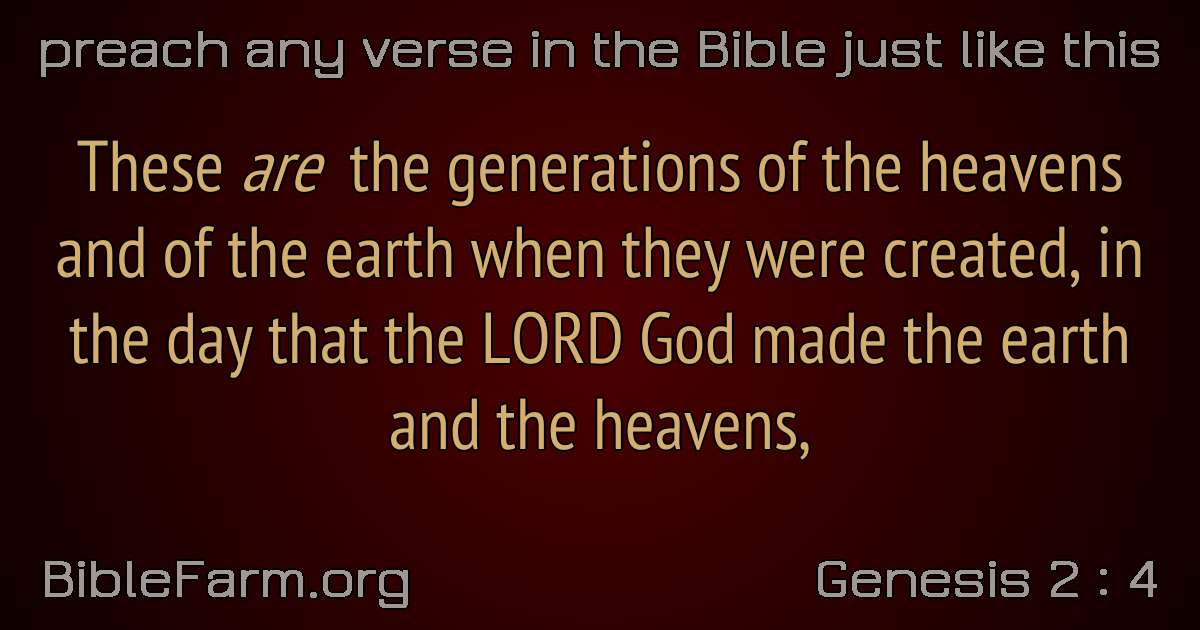 preach any verse in the Bible just like this
These are the generations of the heavens
and of the earth when they were created, in
the day that the LORD God made the earth
and the heavens,
BibleFarm.org
Genesis 2 : 4